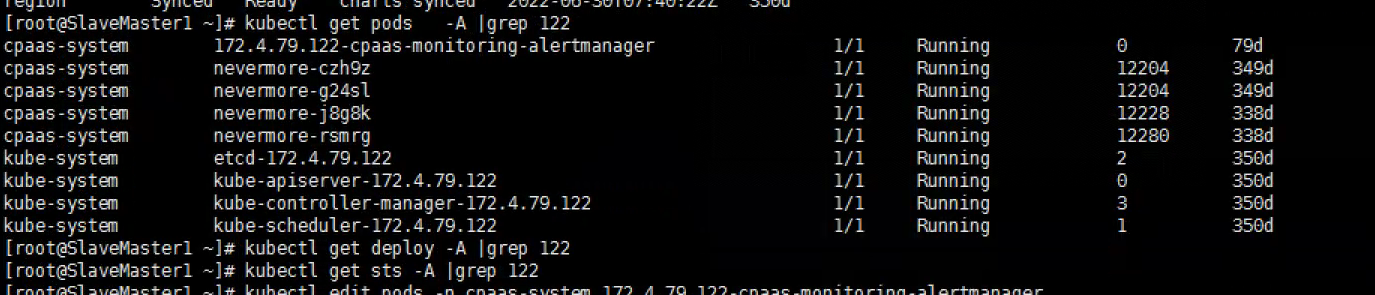 region Synced Ready charts synced 2022-06-30T07:40:22Z 350d
[root@SlaveMaster1 ~]# kubectl get pods   -A |grep 122
cpaas-system 172.4.79.122-cpaas-monitoring-alertmanager 1/1 Running 0 79d
cpaas-system nevermore-czh9z 1/1 Running 12204 349d
cpaas-system nevermore-g24sl 1/1 Running 12204 349d
cpaas-system nevermore-j8g8k 1/1 Running 12228 338d
cpaas-system nevermore-rsmrg 1/1 Running 12280 338d
kube-system etcd-172.4.79.122 1/1 Running 2 350d
kube-system kube-apiserver-172.4.79.122 1/1 Running 0 350d
kube-system kube-controller-manager-172.4.79.122 1/1 Running 3 350d
kube-system kube-scheduler-172.4.79.122 1/1 Running 1 350d
[root@SlaveMaster1 ~]# kubectl get deploy -A |grep 122
[root@SlaveMaster1 ~]# kubectl get sts -A |grep 122
[root@SlaveMaster1 ~]# kubectl edit pods -n cpaas-system 172.4.79.122-cpaas-monitoring-alertmanager